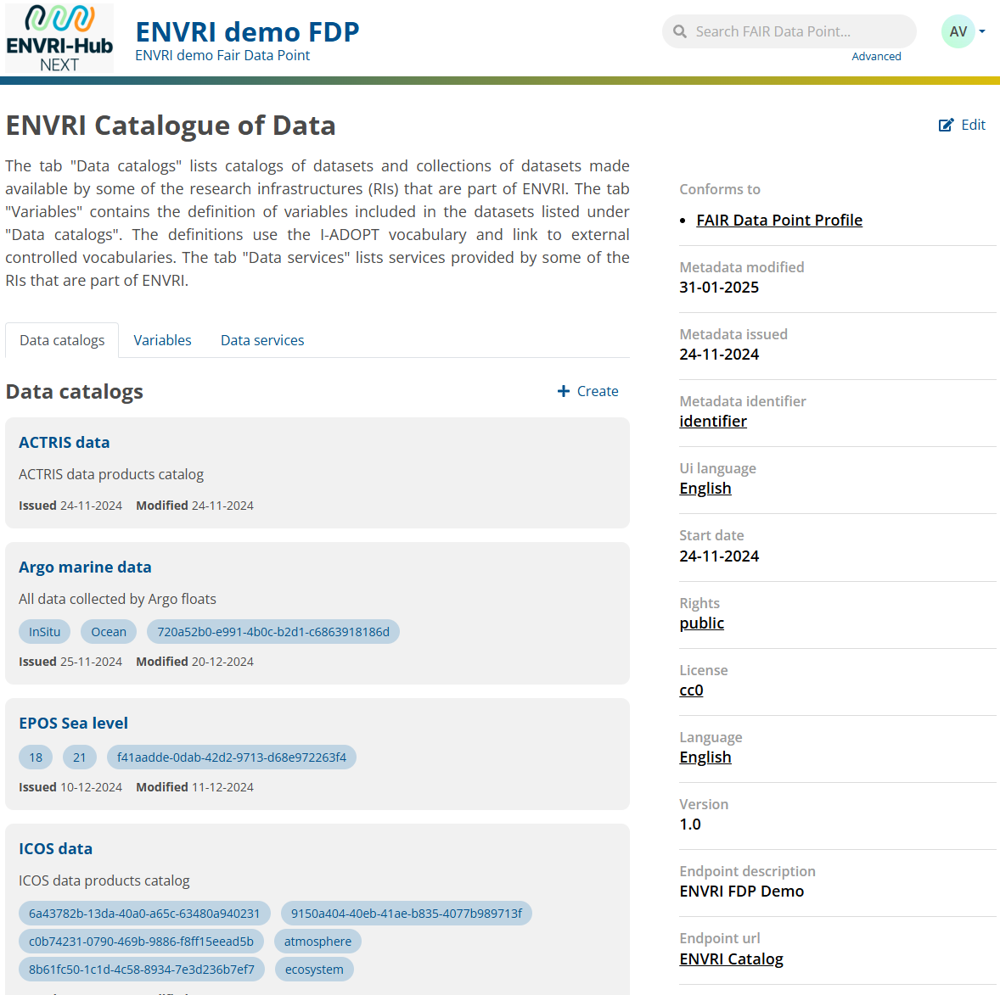 ENVRI-Hub
NEXT
ENVRI demo FDP
ENVRI demo Fair Data Point
Search FAIR Data Point...
Advanced
AV
ENVRI Catalogue of Data
Edit
The tab "Data catalogs" lists catalogs of datasets and collections of datasets made
available by some of the research infrastructures (RIs) that are part of ENVRI. The tab
"Variables" contains the definition of variables included in the datasets listed under
"Data catalogs". The definitions use the I-ADOPT vocabulary and link to external
controlled vocabularies. The tab "Data services" lists services provided by some of the
RIs that are part of ENVRI.
Data catalogs Variables Data services
Data catalogs
Create
ACTRIS data
ACTRIS data products catalog
Issued 24-11-2024 Modified 24-11-2024
Argo marine data
All data collected by Argo floats
InSitu Ocean 720a52b0-e991-4b0c-b2d1-c6863918186d
Issued 25-11-2024 Modified 20-12-2024
EPOS Sea level
18 21 f41aadde-0dab-42d2-9713-d68e972263f4
Issued 10-12-2024 Modified 11-12-2024
ICOS data
ICOS data products catalog
6a43782b-13da-40a0-a65c-63480a940231 9150a404-40eb-41ae-b835-4077b989713f
c0b74231-0790-469b-9886-f8ff15eead5b atmosphere
8b61fc50-1c1d-4c58-8934-7e3d236b7ef7 ecosystem
Conforms to
FAIR Data Point Profile
Metadata modified
31-01-2025
Metadata issued
24-11-2024
Metadata identifier
identifier
Ui language
English
Start date
24-11-2024
Rights
public
License
cc0
Language
English
Version
1.0
Endpoint description
ENVRI FDP Demo
Endpoint url
ENVRI Catalog